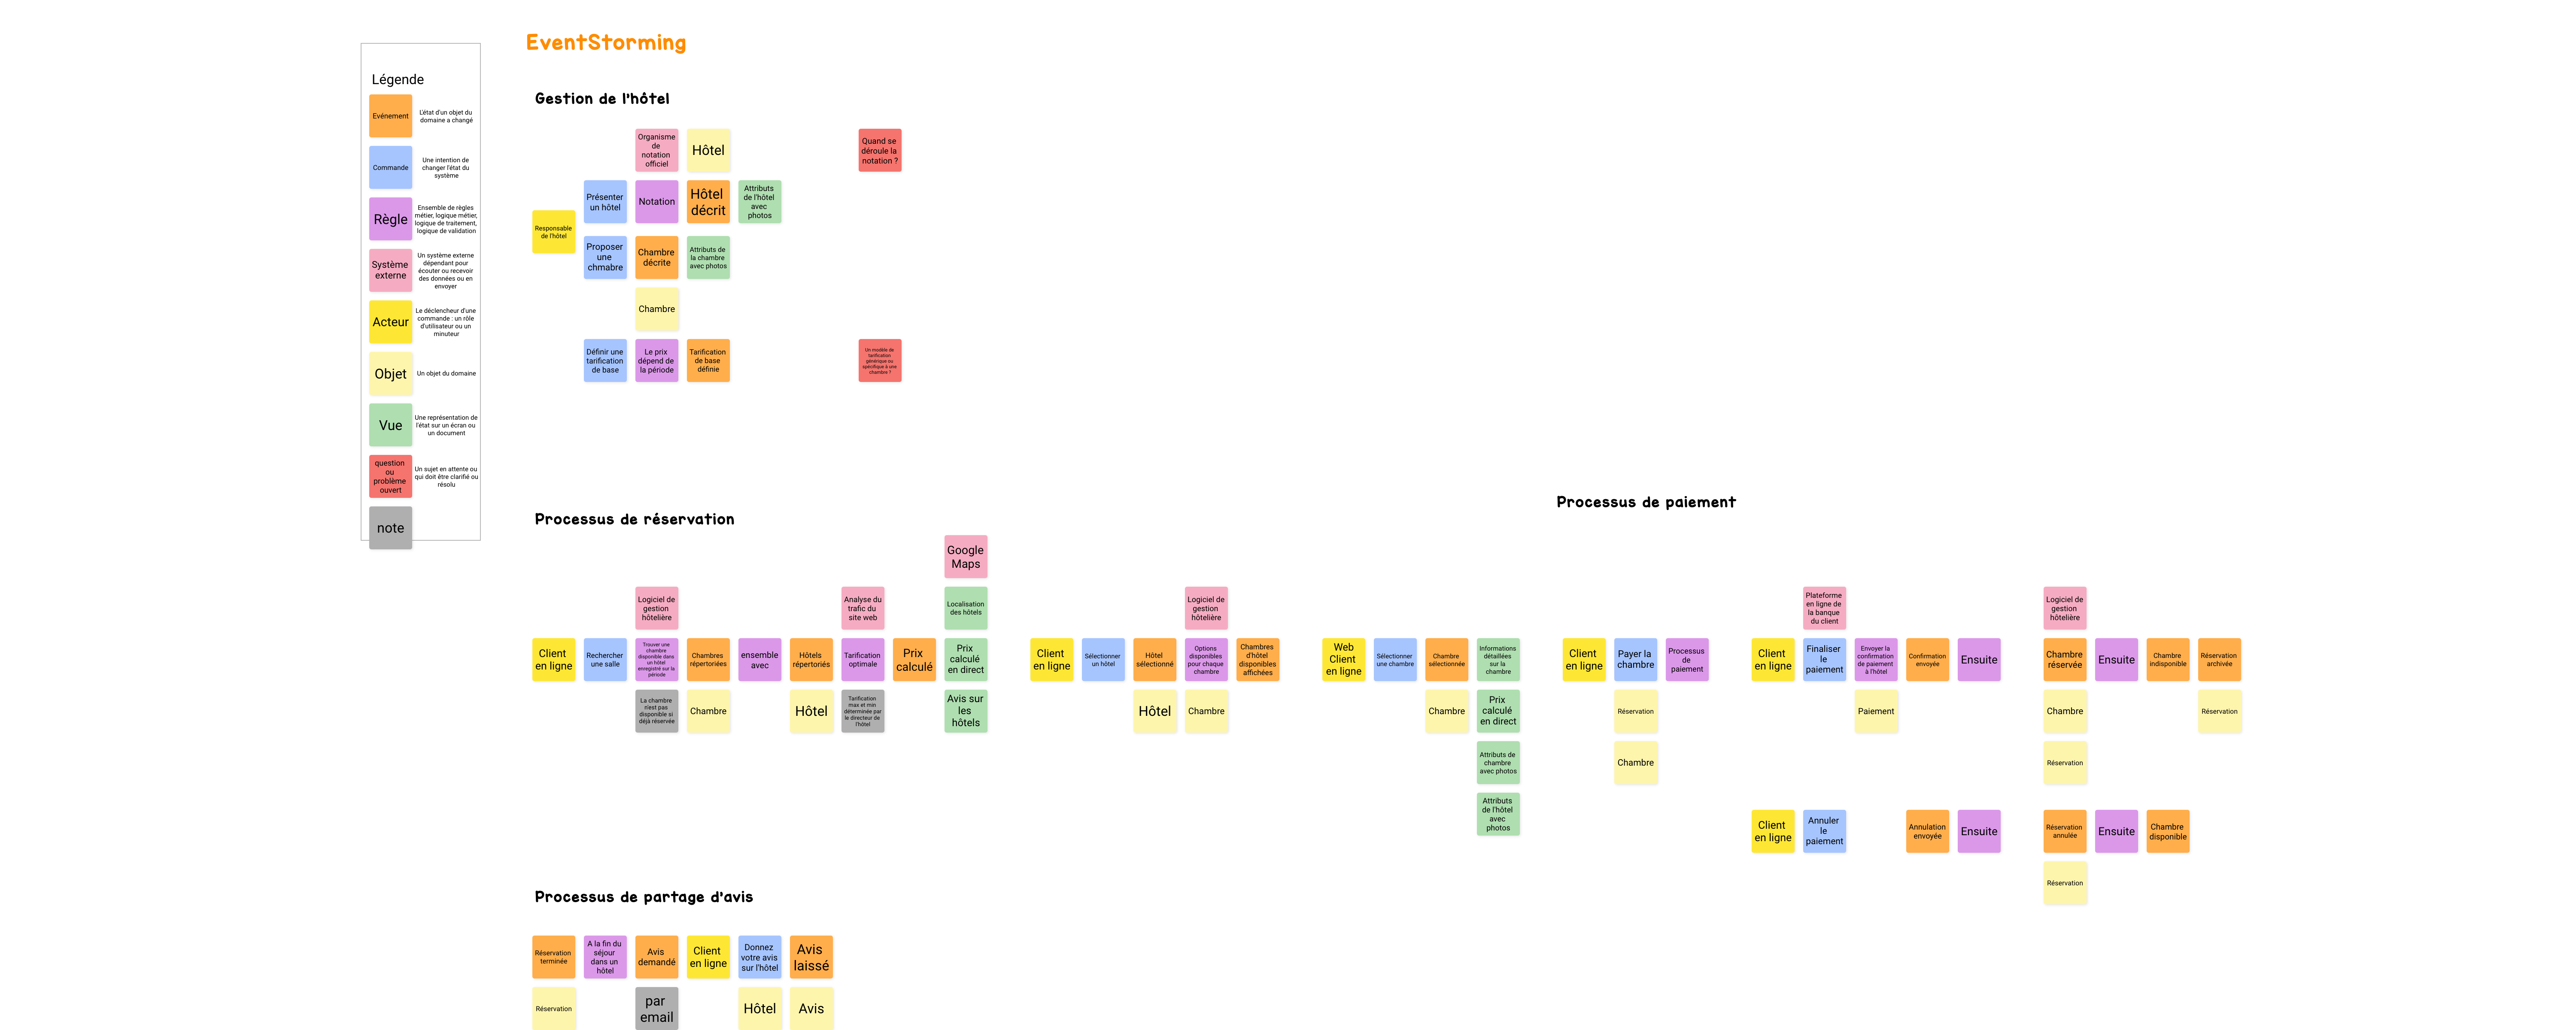 EventStorming
Légende
Evénement
L'état d'un objet du
domaine a changé
Commande
Une intention de
changer l'état du
système
Règle
Ensemble de règles
métier, logique métier,
logique de traitement,
logique de validation
Système
externe
Un système externe
dépendant pour
écouter ou recevoir
des données ou en
envoyer
Acteur
Le déclencheur d'une
commande : un rôle
d'utilisateur ou un
minuteur
Objet
Un objet du domaine
Vue
Une représentation de
l'état sur un écran ou
un document
question
ou
problème
ouvert
Un sujet en attente ou
qui doit être clarifié ou
résolu
note
Gestion de l'hôtel
Organisme
de
notation
officiel
Hôtel
Quand se
déroule la
notation ?
Responsable
de l'hôtel
Présenter
un hôtel
Notation
Hôtel
décrit
Attributs
de l'hôtel
avec
photos
Proposer
une
chmabre
Chambre
décrite
Attributs de
la chambre
avec photos
Chambre
Définir une
tarification
de base
Le prix
dépend de
la période
Tarification
de base
définie
Un modèle de
tarification
générique ou
spécifique à une
chambre ?
Processus de réservation
Google
Maps
Logiciel de
gestion
hôtelière
Analyse du
trafic du
site web
Localisation
des hôtels
Logiciel de
gestion
hôtelière
Client
en ligne
Rechercher
une salle
Trouver une
chambre
disponible dans
un hôtel
enregistré sur la
période
Chambres
répertoriées
ensemble
avec
Hôtels
répertoriés
Tarification
optimale
Prix
calculé
Prix
calculé
en direct
Client
en ligne
Sélectionner
un hôtel
Hôtel
sélectionné
Options
disponibles
pour chaque
chambre
Chambres
d'hôtel
disponibles
affichées
Web
Client
en ligne
Sélectionner
une chambre
Chambre
sélectionnée
Informations
détaillées
sur la
chambre
La chambre
n'est pas
disponible si
déjà réservée
Chambre
Hôtel
Tarification
max et min
déterminée par
le directeur de
l'hôtel
Avis sur
les
hôtels
Hôtel
Chambre
Chambre
Prix
calculé
en direct
Attributs de
chambre
avec photos
Attributs
de l'hôtel
avec
photos
Processus de paiement
Plateforme
en ligne de
la banque
du client
Logiciel de
gestion
hôtelière
Client
en ligne
Payer la
chambre
Processus
de
paiement
Client
en ligne
Finaliser
le
paiement
Envoyer la
confirmation
de paiement
à l'hôtel
Confirmation
envoyée
Ensuite
Chambre
réservée
Ensuite
Chambre
indisponible
Réservation
archivée
Réservation
Paiement
Chambre
Réservation
Chambre
Réservation
Client
en ligne
Annuler
le
paiement
Annulation
envoyée
Ensuite
Réservation
annulée
Ensuite
Chambre
disponible
Réservation
Processus de partage d'avis
Réservation
terminée
A la fin du
séjour
dans un
hôtel
Avis
demandé
Client
en ligne
Donnez
votre avis
sur l'hôtel
Avis
laissé
Réservation
par
email
Hôtel
Avis